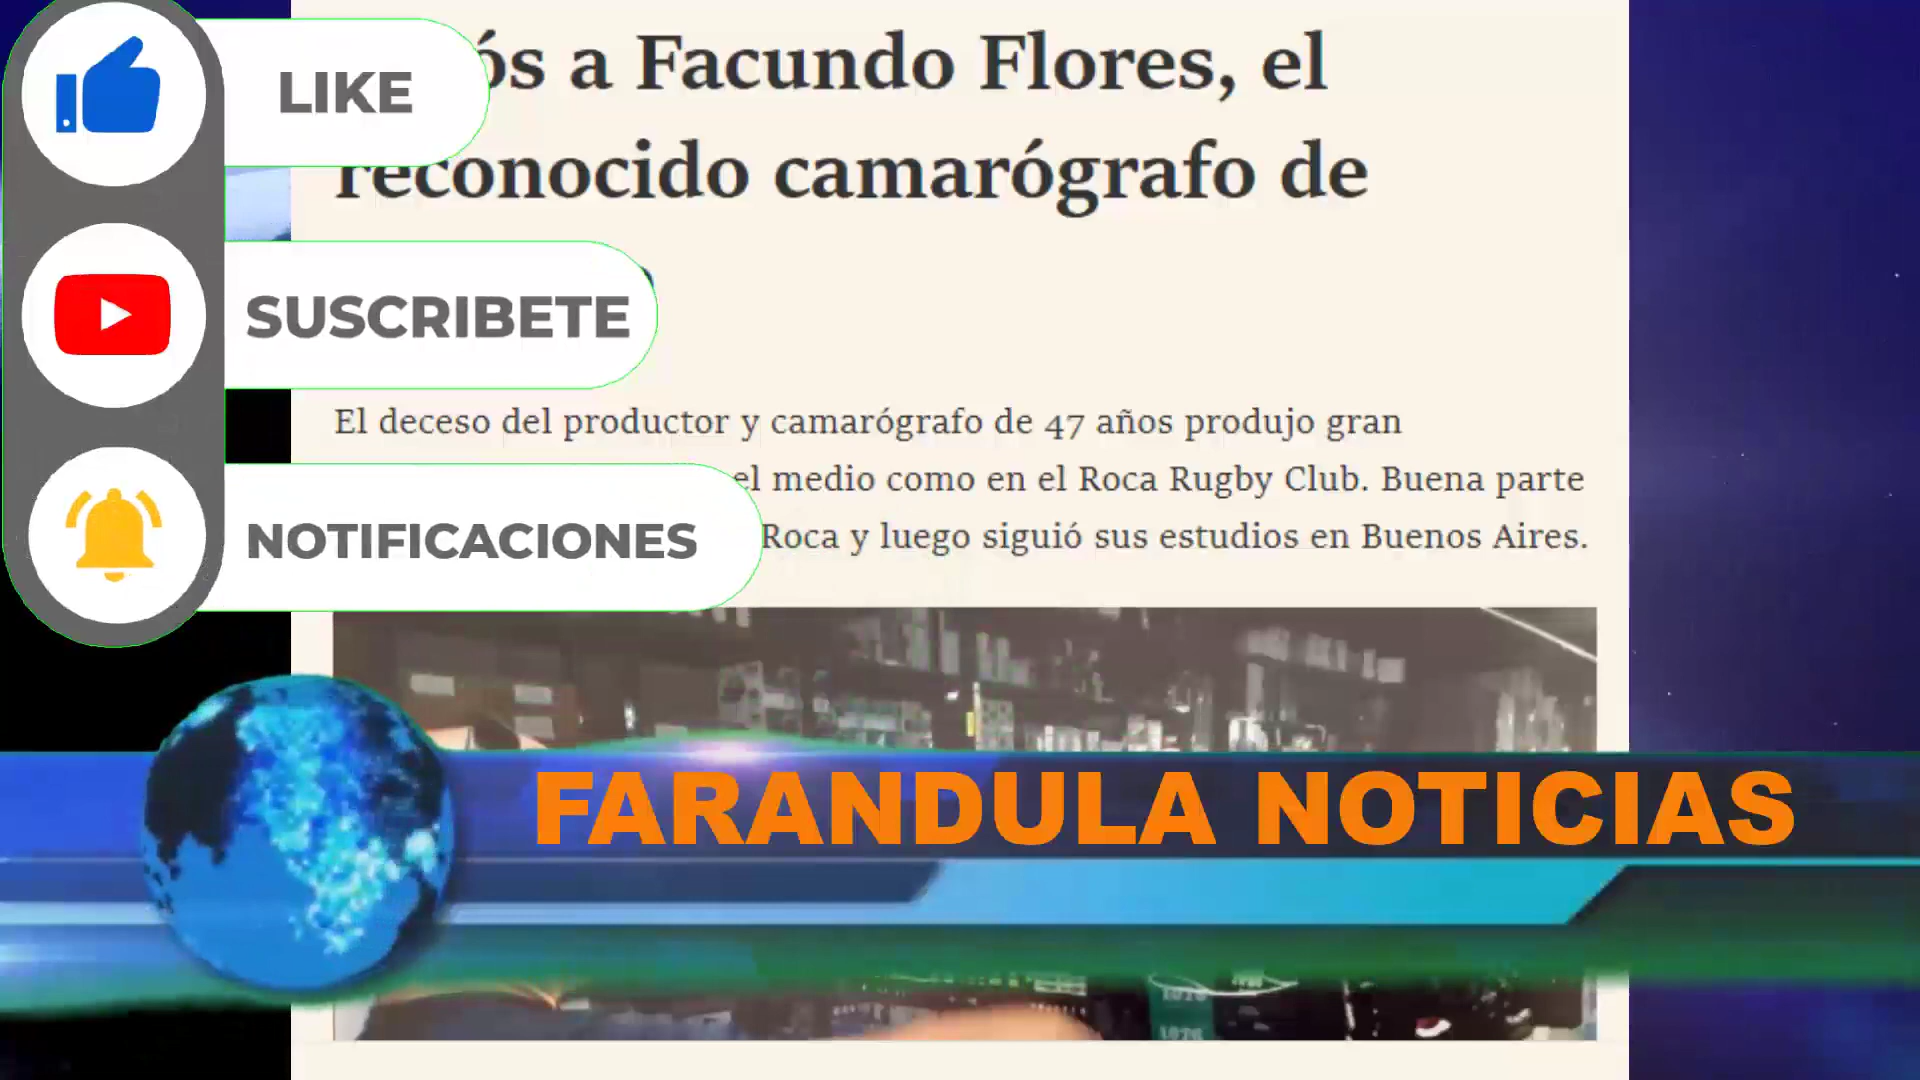 LIKE
a Facundo Flores, el
reconocido camarógrafo de
SUSCRIBETE
El deceso del productor y camarógrafo de 47 años produjo gran
el medio como en el Roca Rugby Club. Buena parte
Roca y luego siguió sus estudios en Buenos Aires.
NOTIFICACIONES
FARANDULA NOTICIAS